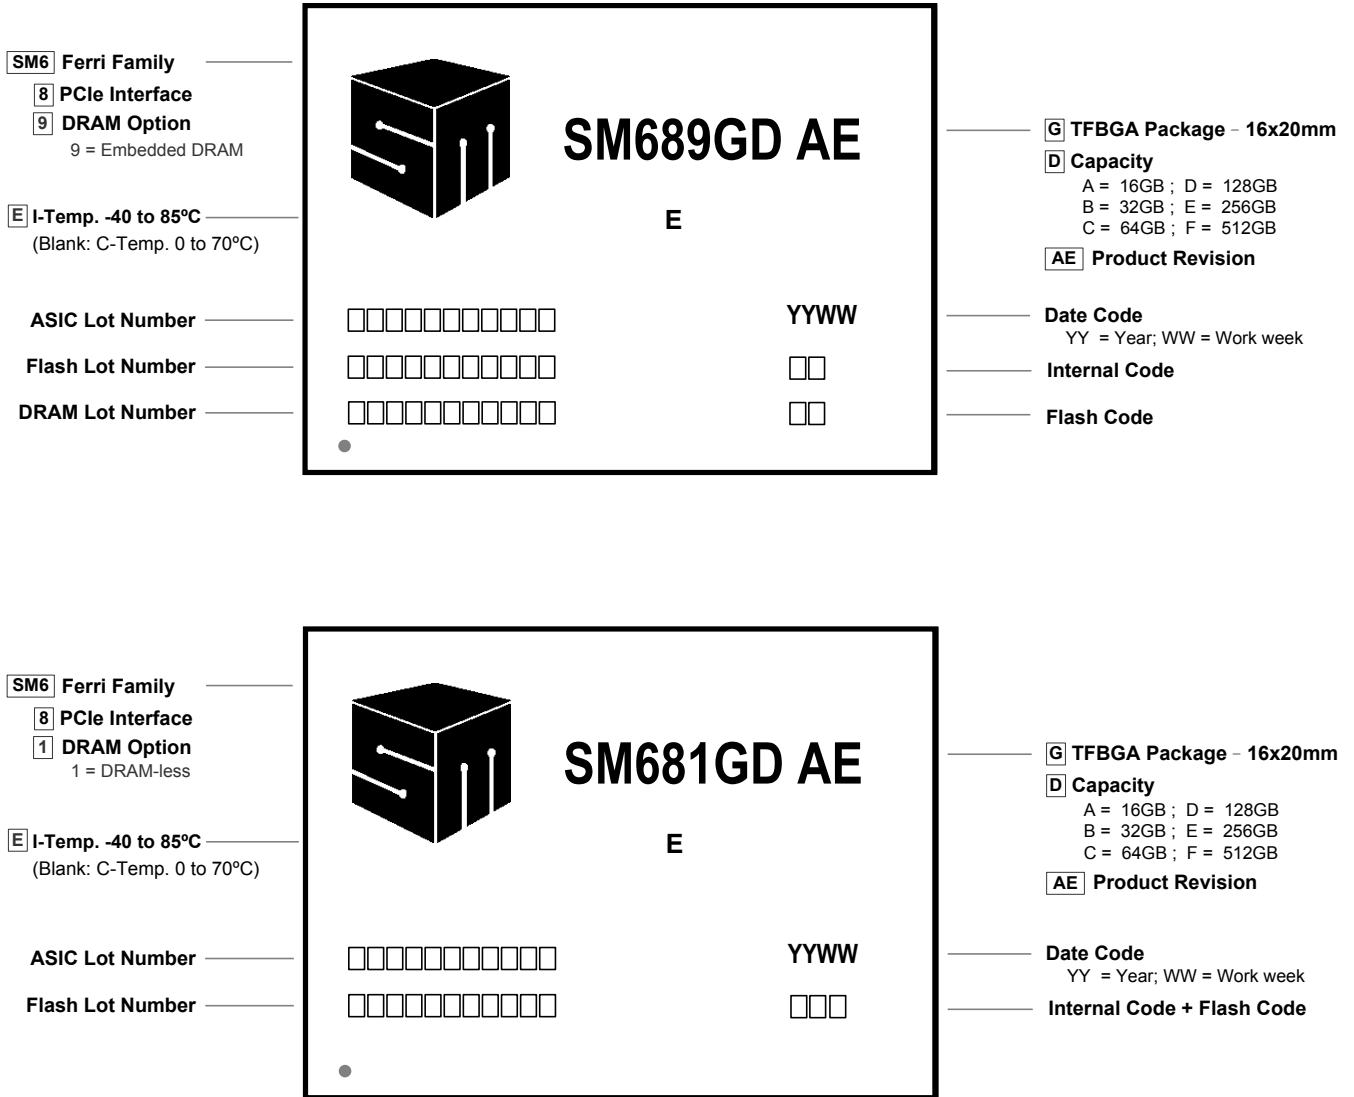 SM6 Ferri Family
8 PCIe Interface
9 DRAM Option
9 = Embedded DRAM
E I-Temp. -40 to 85ºC
(Blank: C-Temp. 0 to 70ºC)
ASIC Lot Number
Flash Lot Number
DRAM Lot Number
SM689GD AE
E
YYWW
G TFBGA Package – 16x20mm
D Capacity
A = 16GB ; D = 128GB
B = 32GB ; E = 256GB
C = 64GB ; F = 512GB
AE Product Revision
Date Code
YY = Year; WW = Work week
Internal Code
Flash Code
SM6 Ferri Family
8 PCIe Interface
1 DRAM Option
1 = DRAM-less
E I-Temp. -40 to 85ºC
(Blank: C-Temp. 0 to 70ºC)
ASIC Lot Number
Flash Lot Number
SM681GD AE
E
YYWW
G TFBGA Package – 16x20mm
D Capacity
A = 16GB ; D = 128GB
B = 32GB ; E = 256GB
C = 64GB ; F = 512GB
AE Product Revision
Date Code
YY = Year; WW = Work week
Internal Code + Flash Code